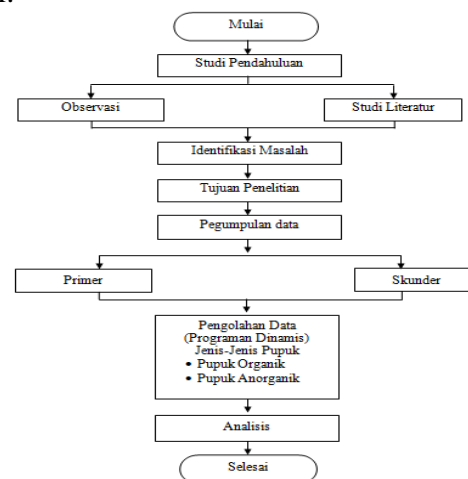 Mulai
Studi Pendahuluan
Observasi
Studi Literatur
Identifikasi Masalah
Tujuan Penelitian
Pegumpulan data
Primer
Skunder
Pengolahan Data
(Programan Dinamis)
Jenis-Jenis Pupuk
• Pupuk Organik
• Pupuk Anorganik
Analisis
Selesai